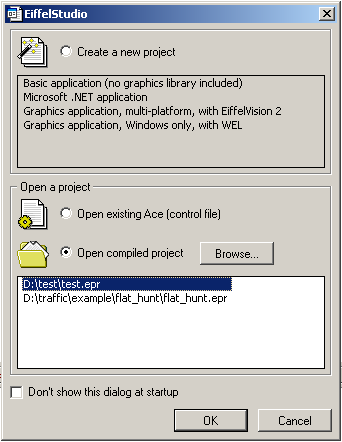 EiffelStudio
Create a new project
Basic application (no graphics library included)
Microsoft .NET application
Graphics application, multi-platform, with EiffelVision 2
Graphics application, Windows only, with WEL
Open a project
Open existing Ace (control file)
Open compiled project
Browse...
D:\test\test.epr
D:\traffic\example\flat_hunt\flat_hunt.epr
Don't show this dialog at startup
OK
Cancel